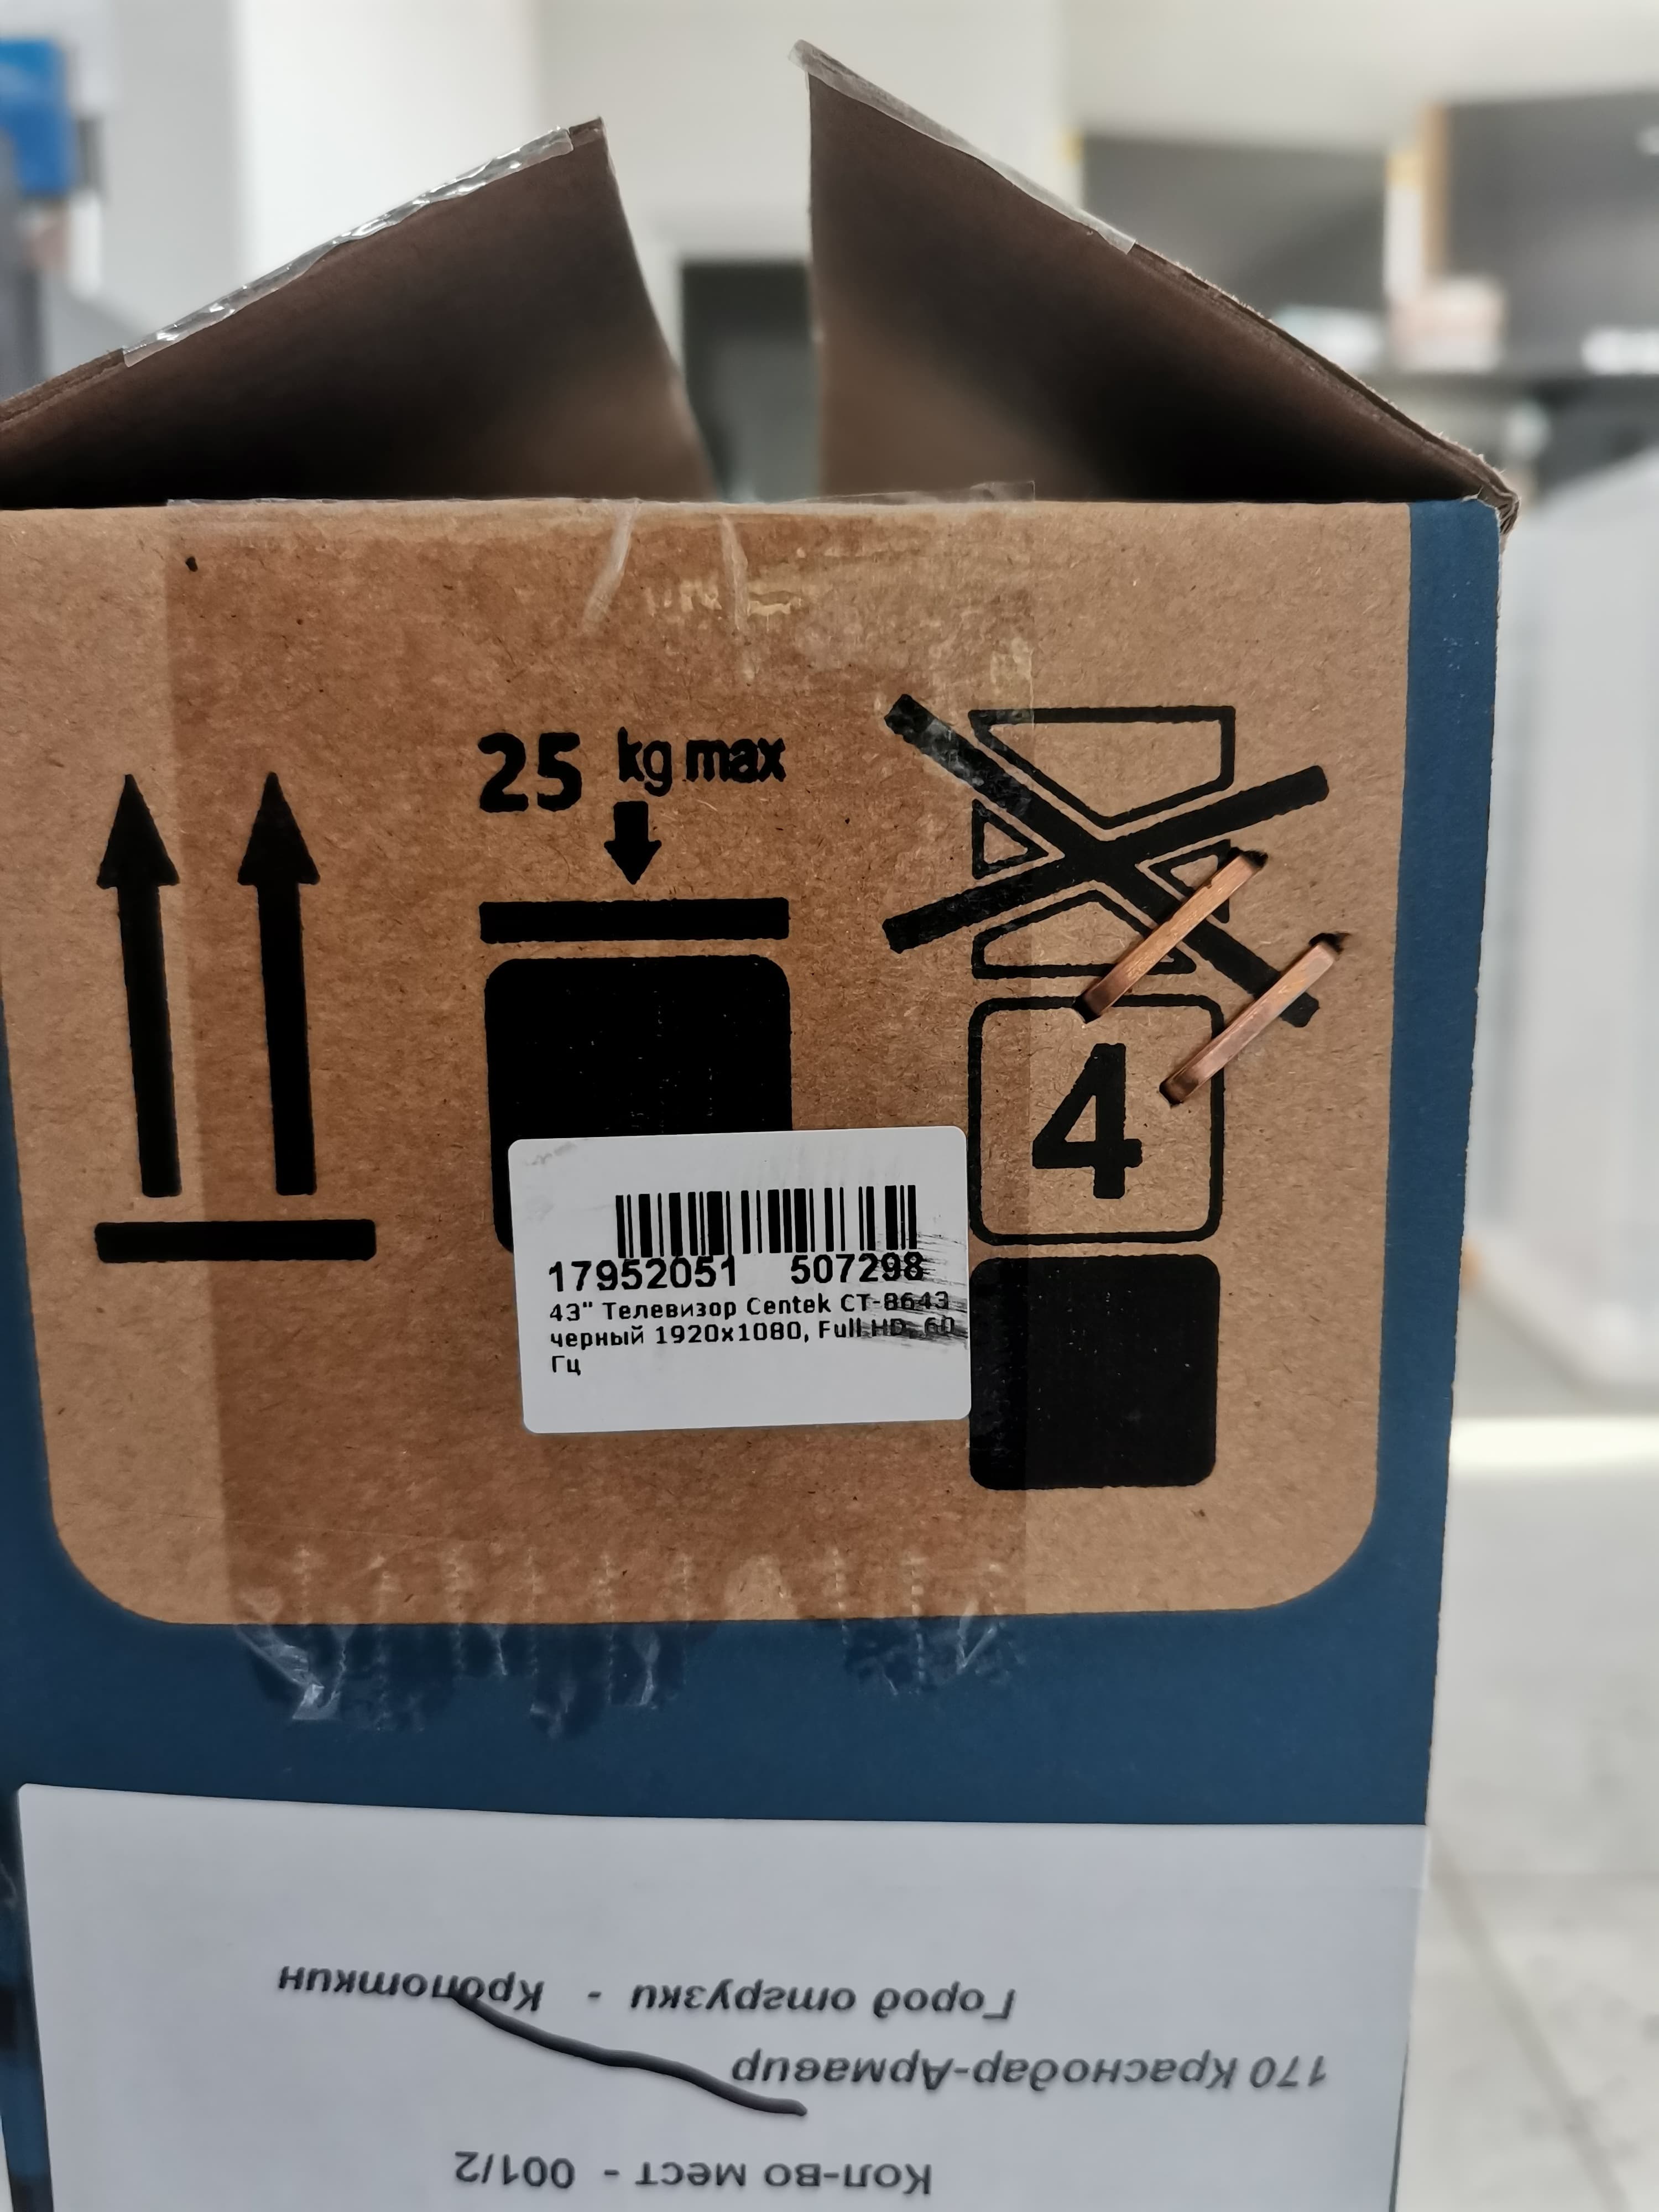 25 kg max
4
17952051 507298
43" Телевизор Centek CT-8643
черный 1920x1080, Full HD, 60
Гц
Кол-во мест - 001/2
170 Краснодар-Армавир
Город отгрузки - Кропоткин